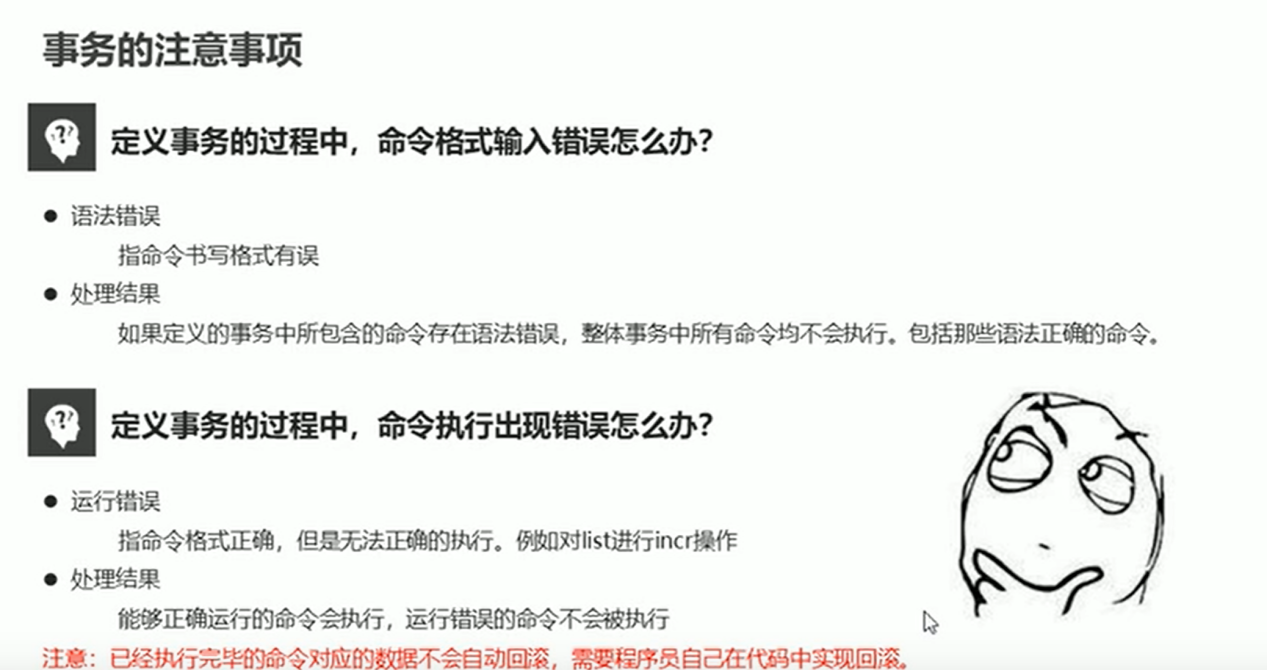 事务的注意事项
定义事务的过程中，命令格式输入错误怎么办？
● 语法错误
指命令书写格式有误
● 处理结果
如果定义的事务中所包含的命令存在语法错误，整体事务中所有命令均不会执行。包括那些语法正确的命令。
定义事务的过程中，命令执行出现错误怎么办？
● 运行错误
指命令格式正确，但是无法正确的执行。例如对list进行incr操作
● 处理结果
能够正确运行的命令会执行，运行错误的命令不会被执行
注意：已经执行完毕的命令对应的数据不会自动回滚，需要程序员自己在代码中实现回滚。